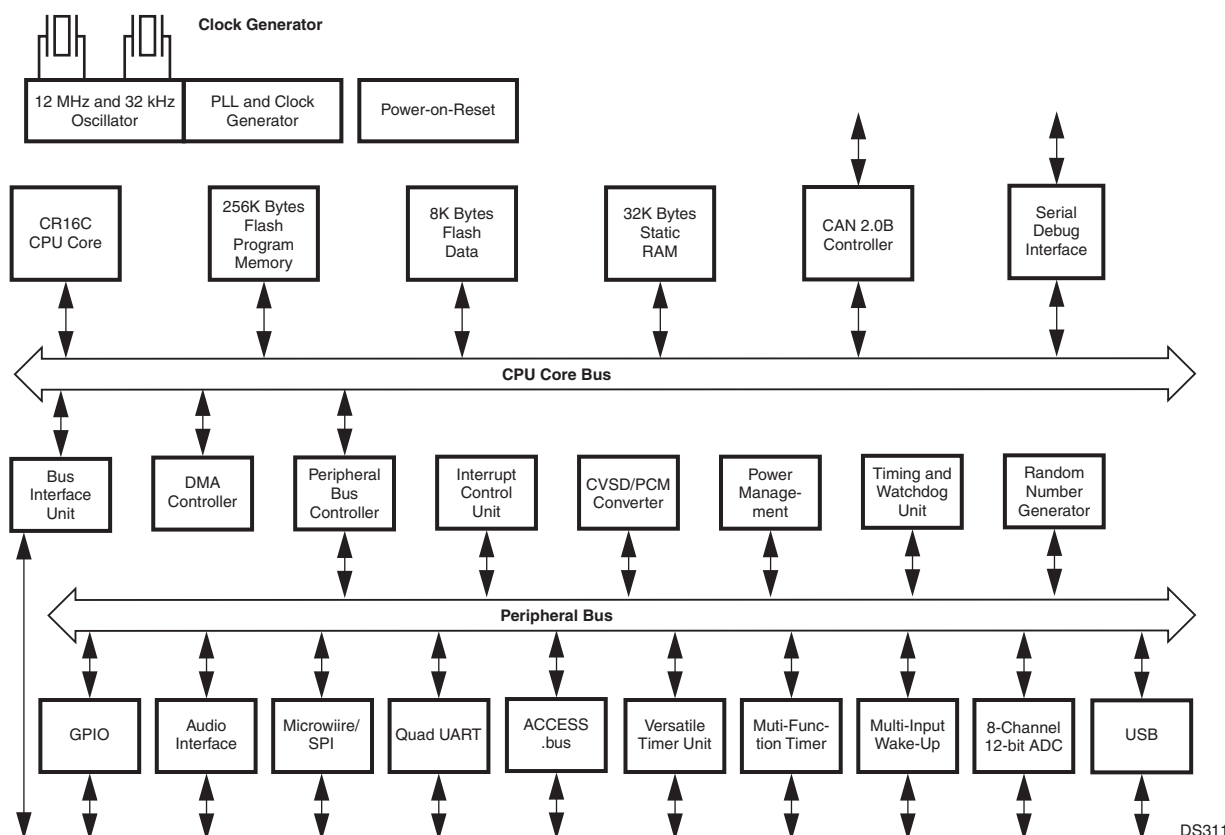 Clock Generator
12 MHz and 32 kHz
Oscillator
PLL and Clock
Generator
Power-on-Reset
CR16C
CPU Core
256K Bytes
Flash
Program
Memory
8K Bytes
Flash
Data
32K Bytes
Static
RAM
CAN 2.0B
Controller
Serial
Debug
Interface
CPU Core Bus
Bus
Interface
Unit
DMA
Controller
Peripheral
Bus
Controller
Interrupt
Control
Unit
CVSD/PCM
Converter
Power
Manage-
ment
Timing and
Watchdog
Unit
Random
Number
Generator
Peripheral Bus
GPIO
Audio
Interface
Microwiire/
SPI
Quad UART
ACCESS
.bus
Versatile
Timer Unit
Muti-Func-
tion Timer
Multi-Input
Wake-Up
8-Channel
12-bit ADC
USB
DS311